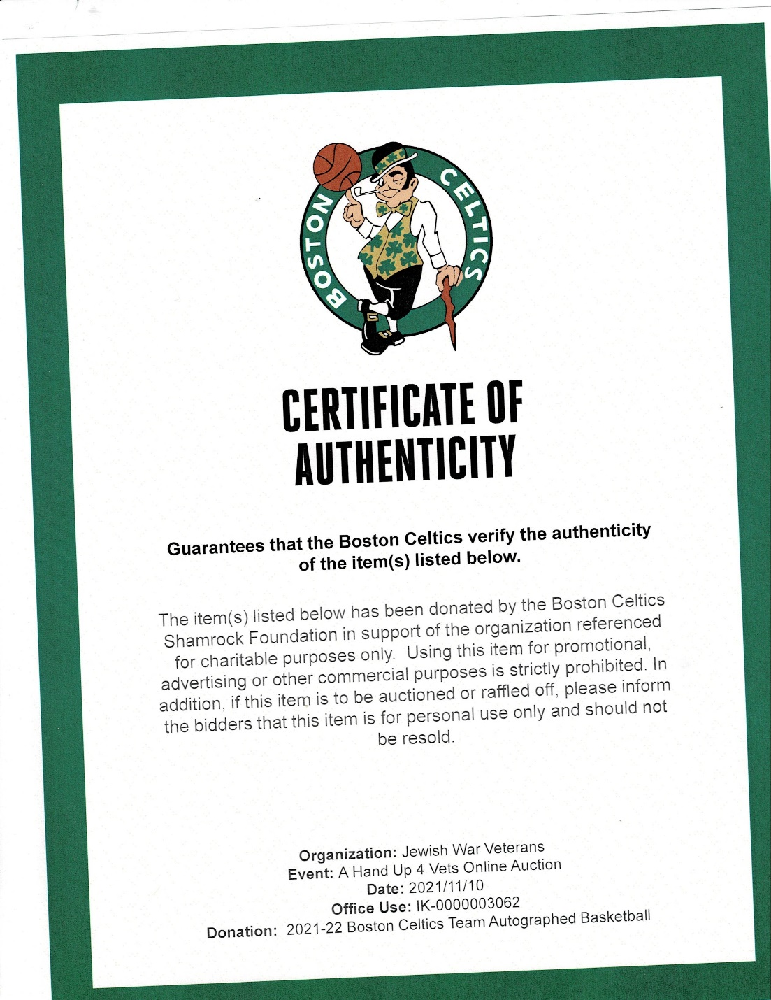 BOSTON CELTICS
CERTIFICATE OF
AUTHENTICITY
Guarantees that the Boston Celtics verify the authenticity
of the item(s) listed below.
The item(s) listed below has been donated by the Boston Celtics
Shamrock Foundation in support of the organization referenced
for charitable purposes only.  Using this item for promotional,
advertising or other commercial purposes is strictly prohibited. In
addition, if this item is to be auctioned or raffled off, please inform
the bidders that this item is for personal use only and should not
be resold.
Organization: Jewish War Veterans
Event: A Hand Up 4 Vets Online Auction
Date: 2021/11/10
Office Use: IK-0000003062
Donation:  2021-22 Boston Celtics Team Autographed Basketball